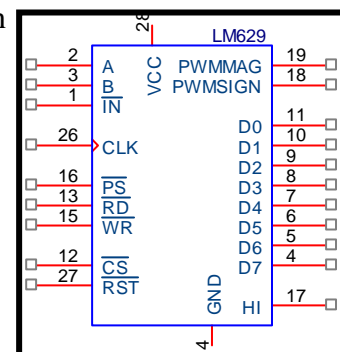 n
28
LM629
2 A VCC PWMMAG 19
3 B PWMSIGN 18
1 IN
D0 11
26 CLK D1 10
D2 9
16 PS D3 8
13 RD D4 7
15 WR D5 6
D6 5
12 CS D7 4
27 RST
GND HI 17
4